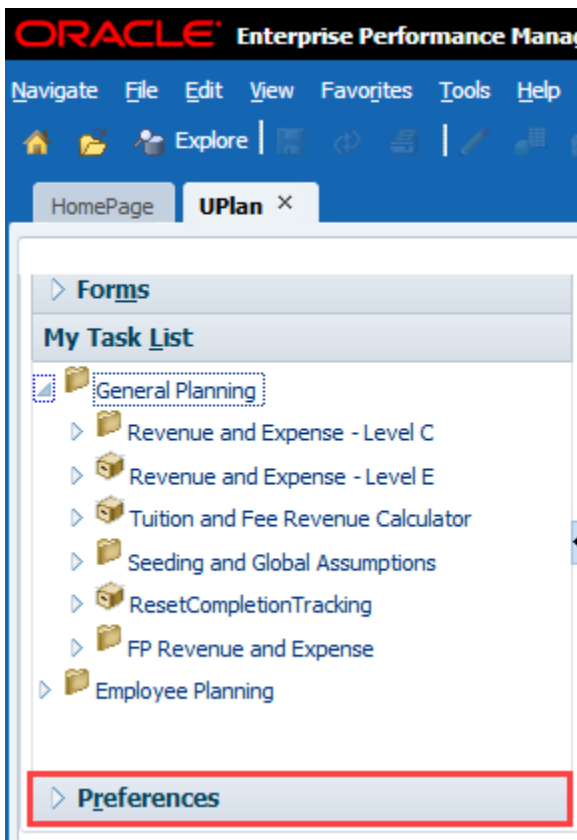 ORACLE Enterprise Performance
Navigate File Edit View Favorites Tools Help
Explore
HomePage UPlan ×
Forms
My Task List
General Planning
Revenue and Expense - Level C
Revenue and Expense - Level E
Tuition and Fee Revenue Calculator
Seeding and Global Assumptions
ResetCompletionTracking
FP Revenue and Expense
Employee Planning
Preferences